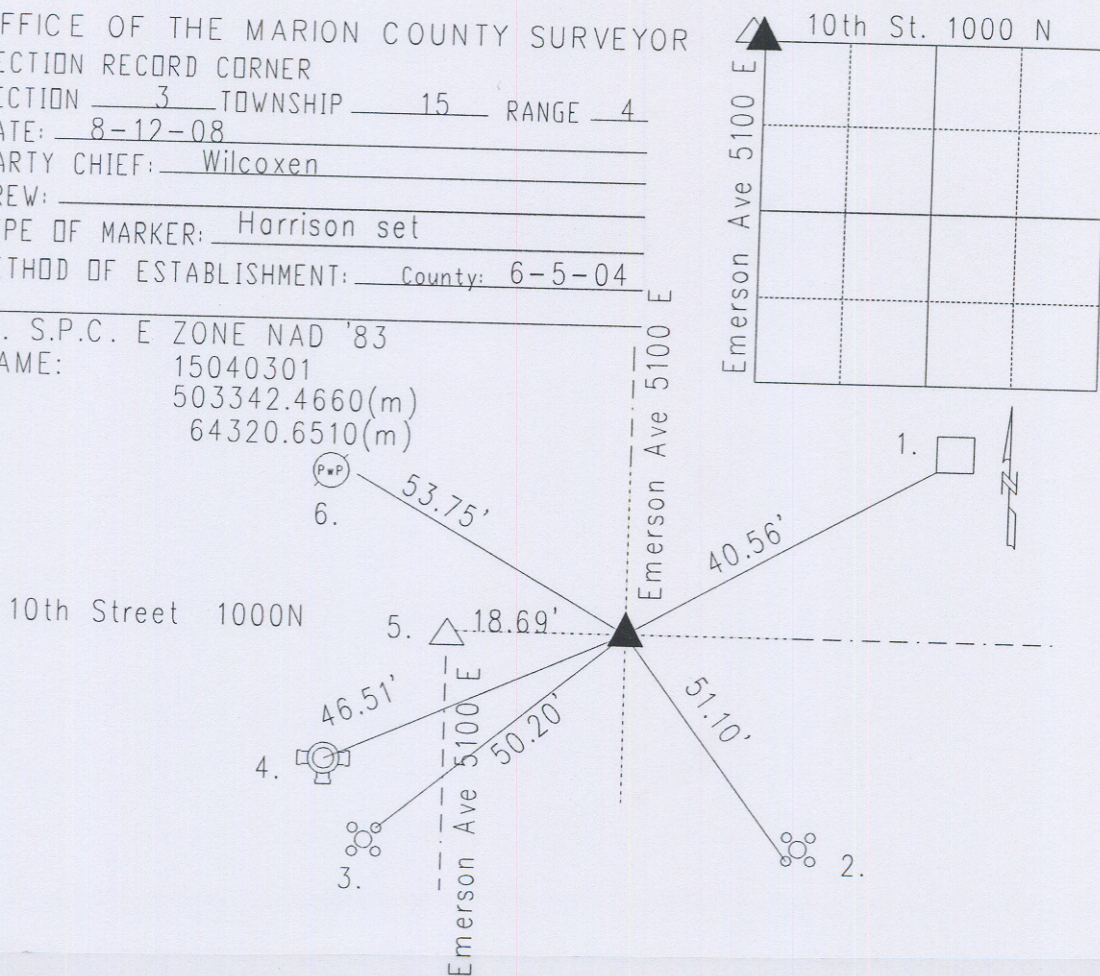 FFICE OF THE MARION COUNTY SURVEYOR
ECTION RECORD CORNER
ECTION 3 TOWNSHIP 15 RANGE 4
ATE: 8-12-08
ARTY CHIEF: Wilcoxen
REW:
PE OF MARKER: Harrison set
THOD OF ESTABLISHMENT: County: 6-5-04
. S.P.C. E ZONE NAD '83
AME: 15040301
503342.4660(m)
64320.6510(m)
10th St. 1000 N
Emerson Ave 5100 E
Emerson Ave 5100 E
1.
N
PwP
53.75'
6.
40.56'
10th Street 1000N
5.
18.69'
46.51'
50.20'
51.10'
4.
3.
2.
Emerson Ave 5100 E